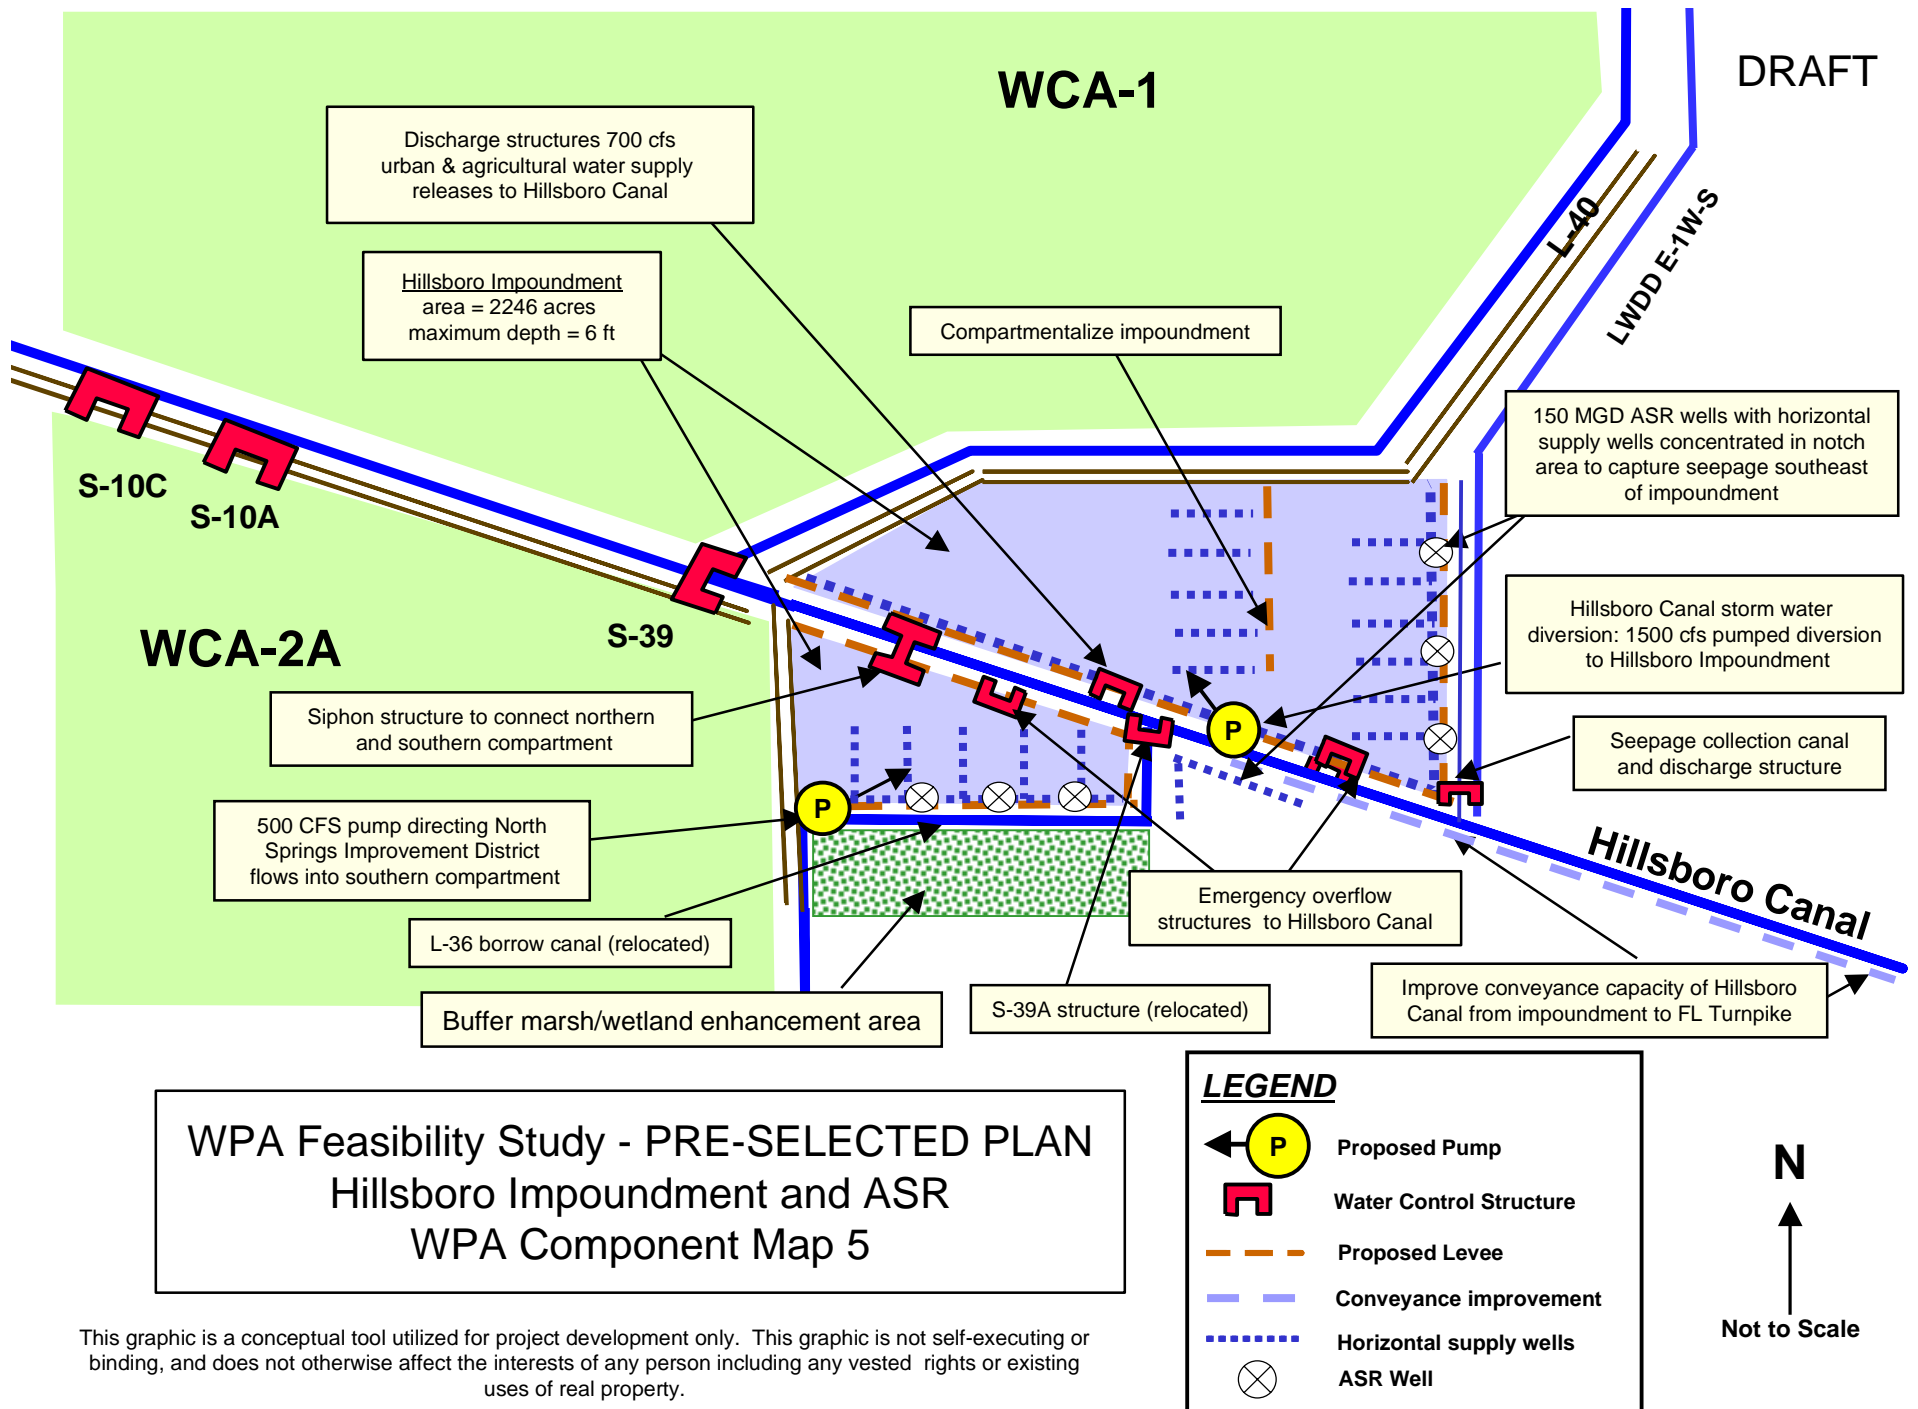 DRAFT
WCA-1
Discharge structures 700 cfs
urban & agricultural water supply
releases to Hillsboro Canal
L-40
LWDD E-1W-S
Hillsboro Impoundment
area = 2246 acres
maximum depth = 6 ft
Compartmentalize impoundment
150 MGD ASR wells with horizontal
supply wells concentrated in notch
area to capture seepage southeast
of impoundment
S-10C
S-10A
S-39
WCA-2A
Hillsboro Canal storm water
diversion: 1500 cfs pumped diversion
to Hillsboro Impoundment
Siphon structure to connect northern
and southern compartment
P
Seepage collection canal
and discharge structure
P
500 CFS pump directing North
Springs Improvement District
flows into southern compartment
Hillsboro Canal
Emergency overflow
structures to Hillsboro Canal
L-36 borrow canal (relocated)
S-39A structure (relocated)
Improve conveyance capacity of Hillsboro
Canal from impoundment to FL Turnpike
Buffer marsh/wetland enhancement area
WPA Feasibility Study - PRE-SELECTED PLAN
Hillsboro Impoundment and ASR
WPA Component Map 5
LEGEND
P
Proposed Pump
Water Control Structure
Proposed Levee
Conveyance improvement
Horizontal supply wells
ASR Well
N
Not to Scale
This graphic is a conceptual tool utilized for project development only. This graphic is not self-executing or
binding, and does not otherwise affect the interests of any person including any vested rights or existing
uses of real property.